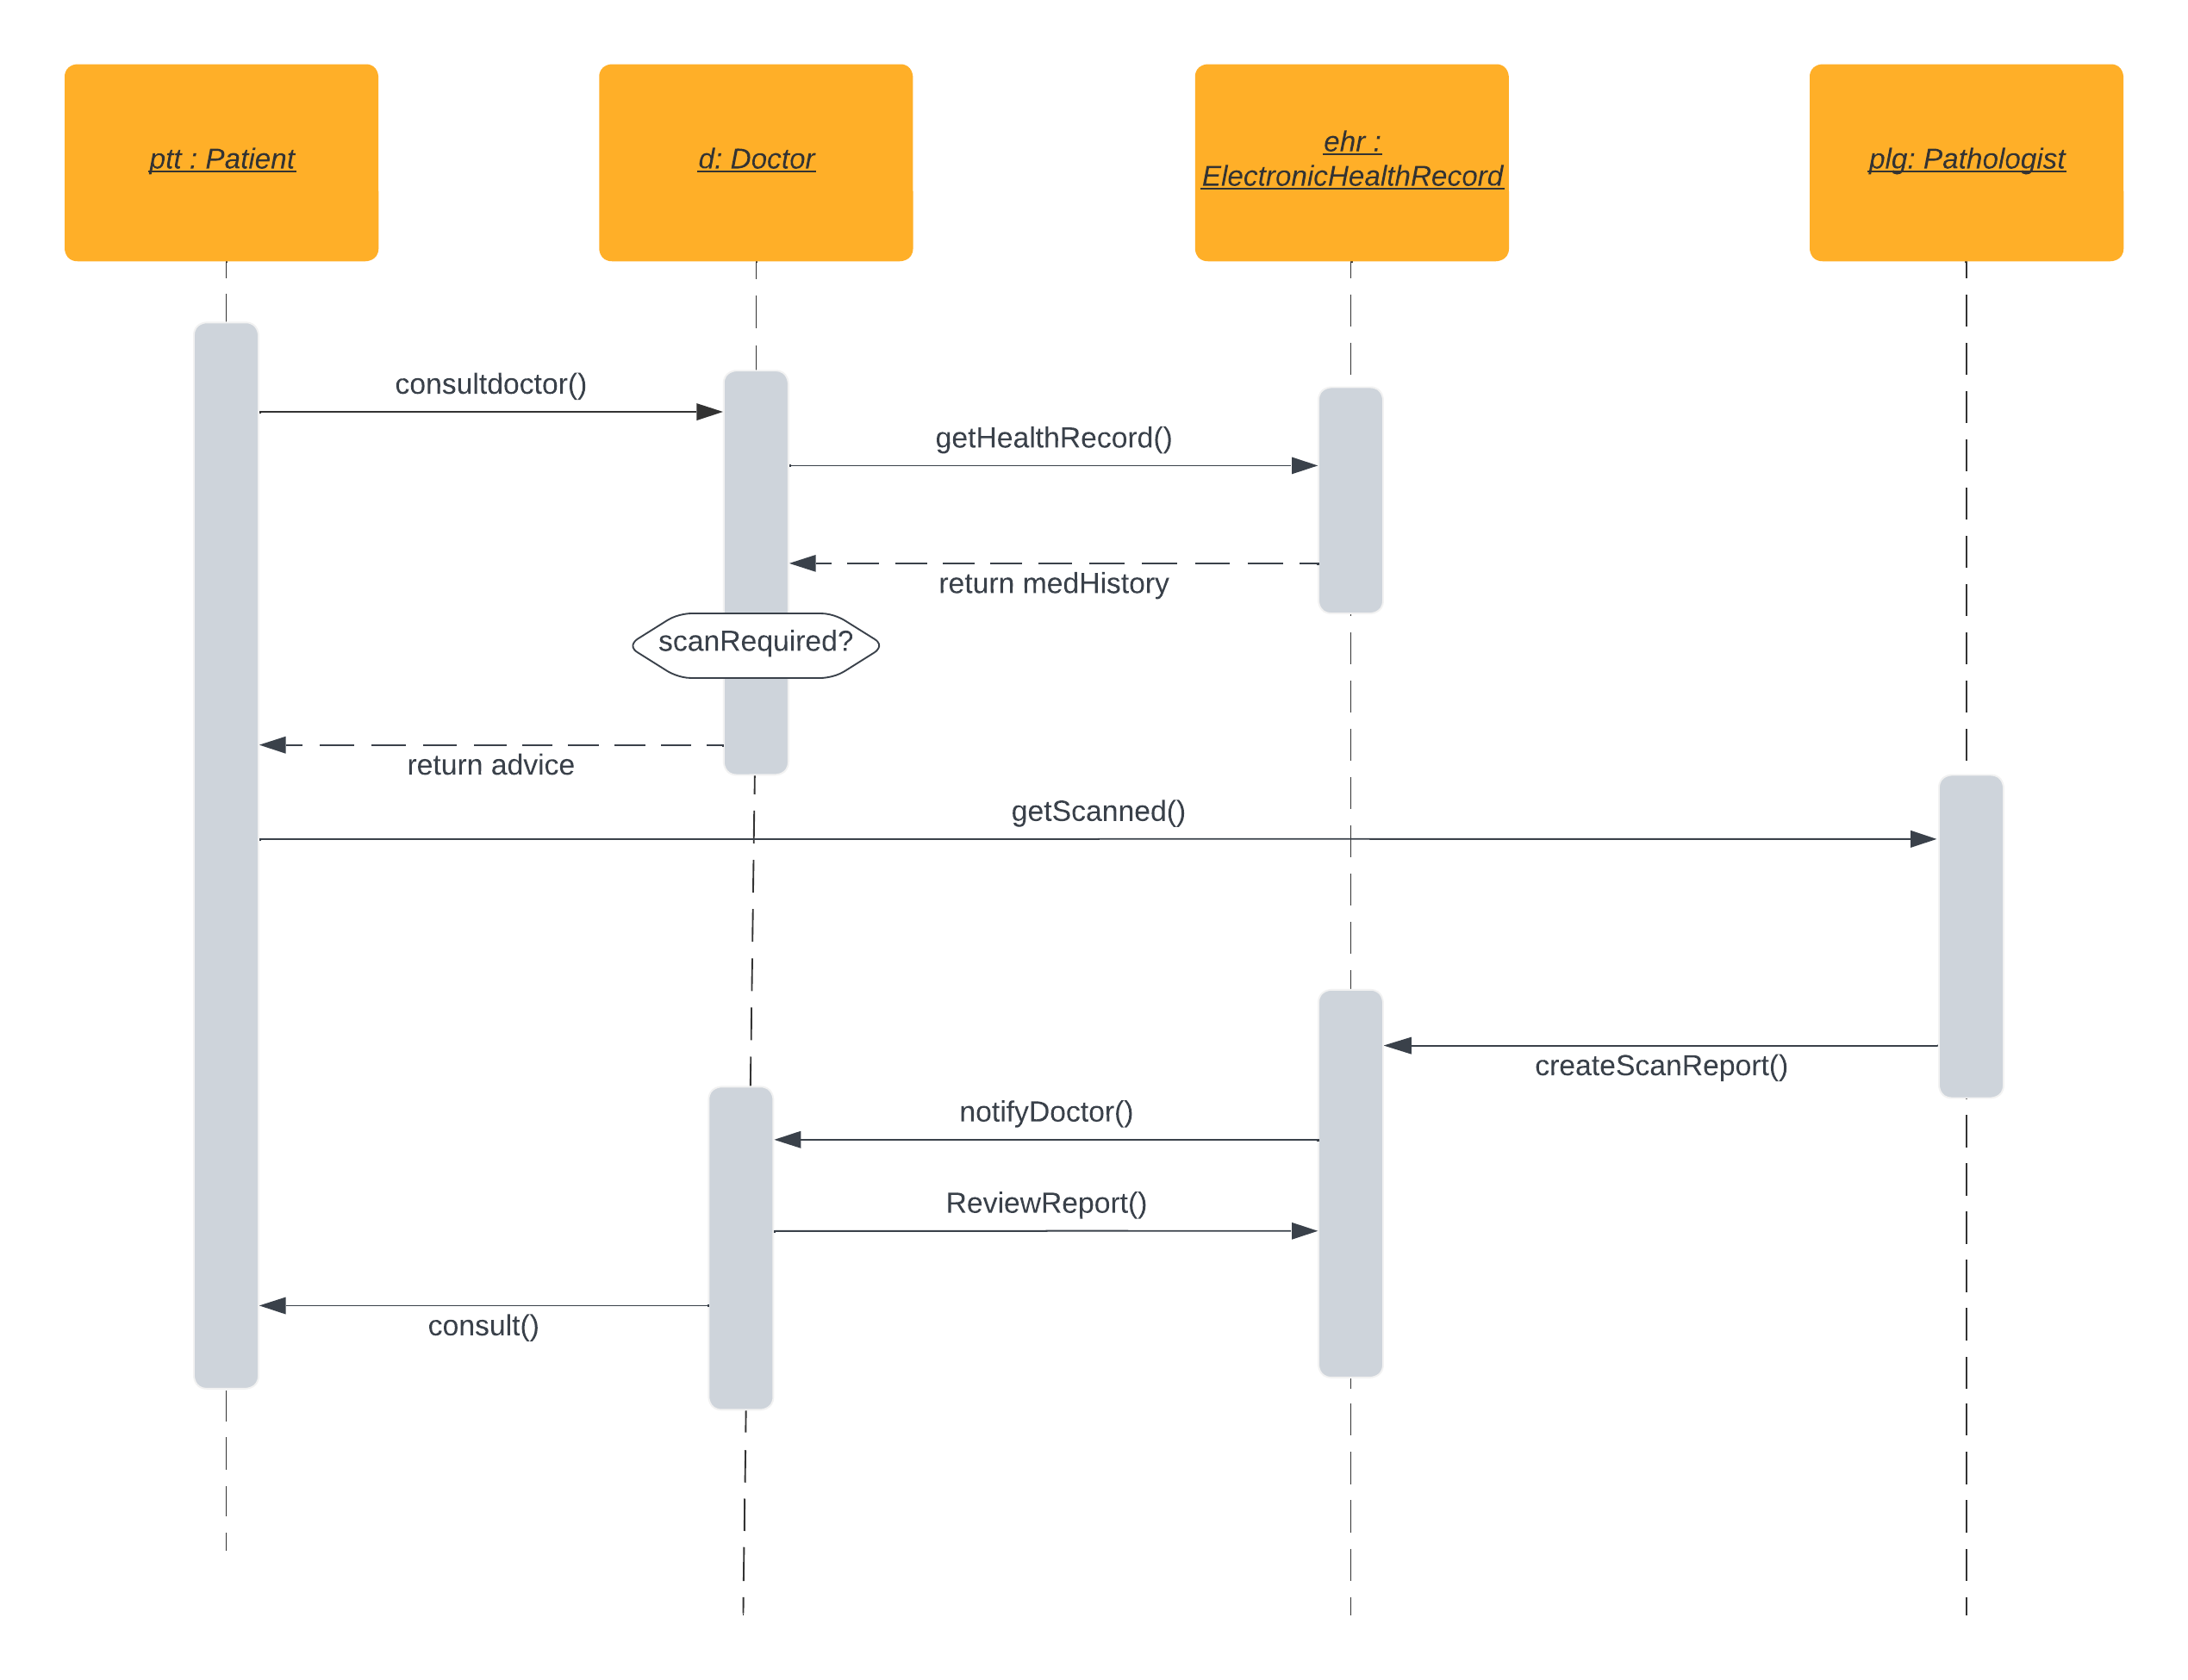 ptt : Patient
d: Doctor
ehr :
ElectronicHealthRecord
plg: Pathologist
consultdoctor()
getHealthRecord()
return medHistory
scanRequired?
return advice
getScanned()
createScanReport()
notifyDoctor()
ReviewReport()
consult()